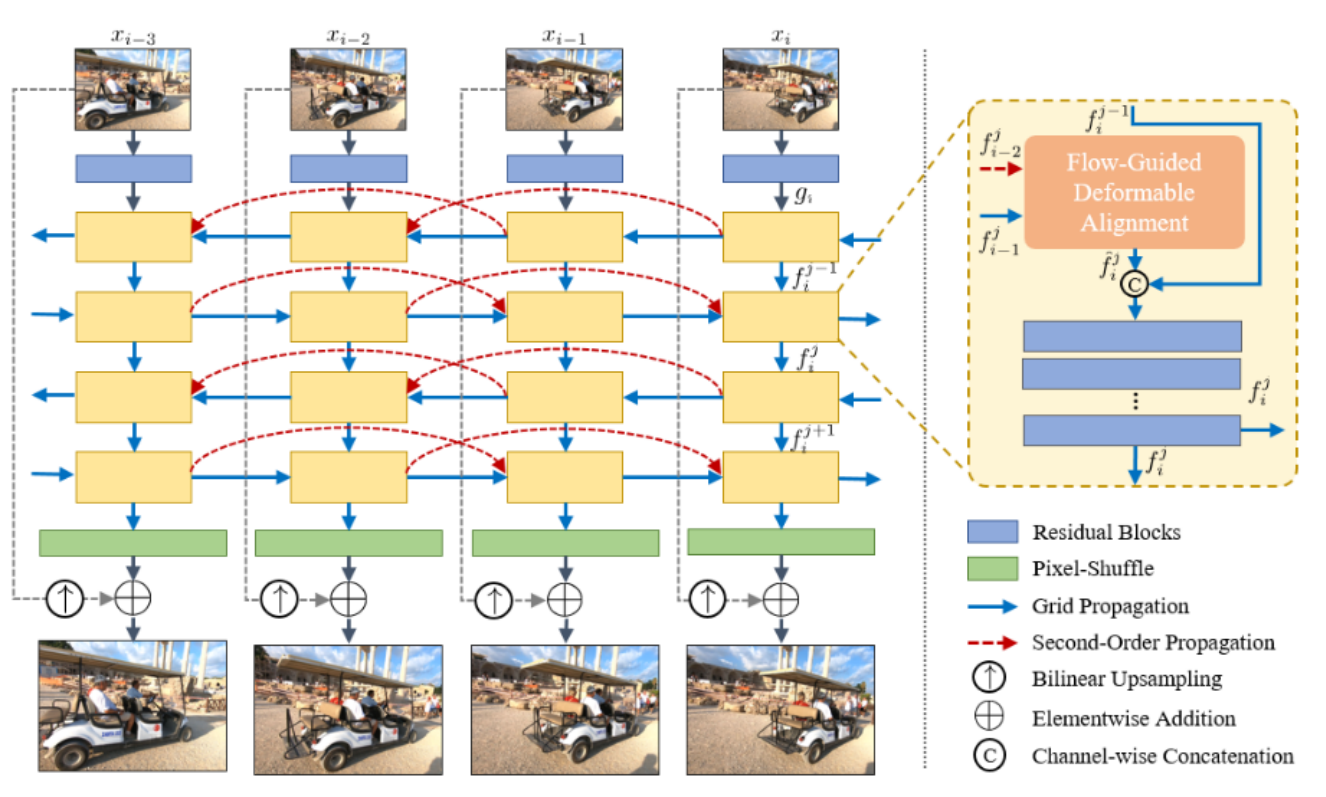 x_{i-3}
x_{i-2}
x_{i-1}
x_i
g_i
f_i^{j-1}
f_i^j
f_i^{j+1}
f_i^{j-1}
f_{i-2}^j
Flow-Guided
Deformable
Alignment
f_{i-1}^j
\hat{f}_i^j
C
f_i^j
f_i^j
Residual Blocks
Pixel-Shuffle
Grid Propagation
Second-Order Propagation
Bilinear Upsampling
Elementwise Addition
C Channel-wise Concatenation